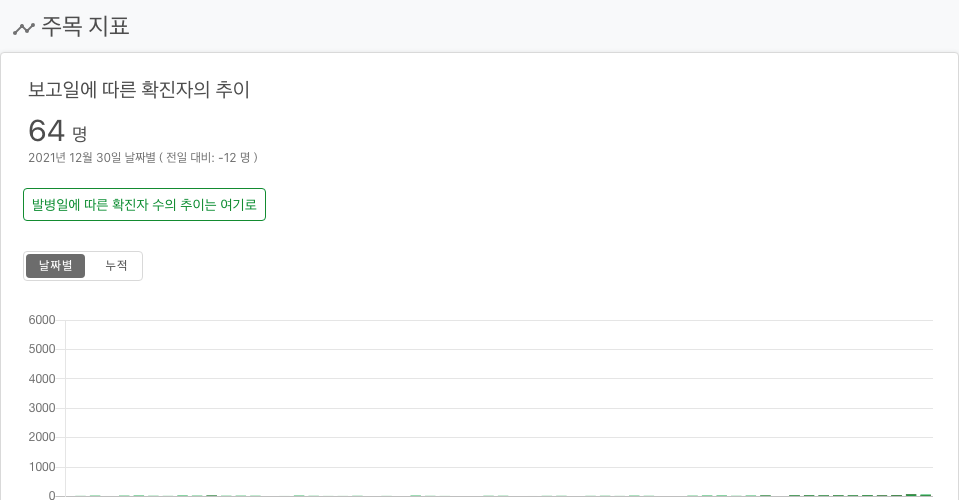 주목 지표
보고일에 따른 확진자의 추이
64 명
2021년 12월 30일 날짜별 ( 전일 대비: -12 명 )
발병일에 따른 확진자 수의 추이는 여기로
날짜별 누적
6000
5000
4000
3000
2000
1000
0